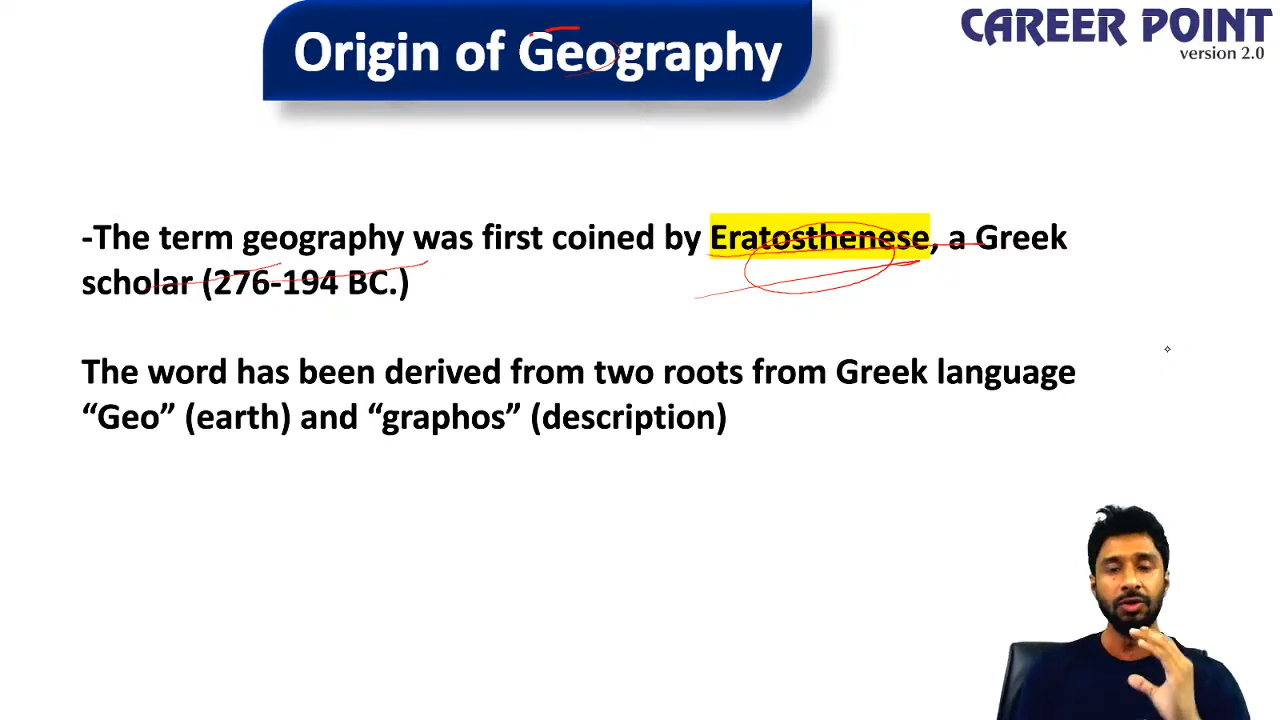 Origin of Geography
CAREER POINT
version 2.0
-The term geography was first coined by Eratosthenese, a Greek
scholar (276-194 BC.)
The word has been derived from two roots from Greek language
“Geo” (earth) and “graphos” (description)